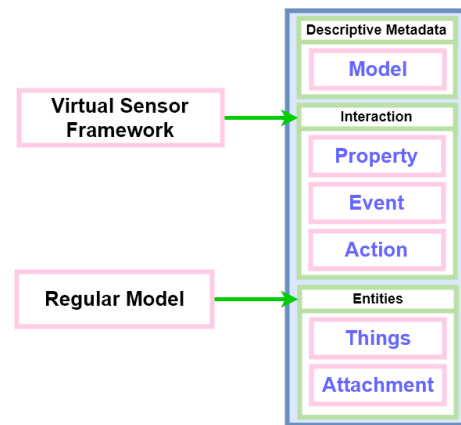 Descriptive Metadata
Model
Virtual Sensor
Framework
Interaction
Property
Event
Action
Regular Model
Entities
Things
Attachment